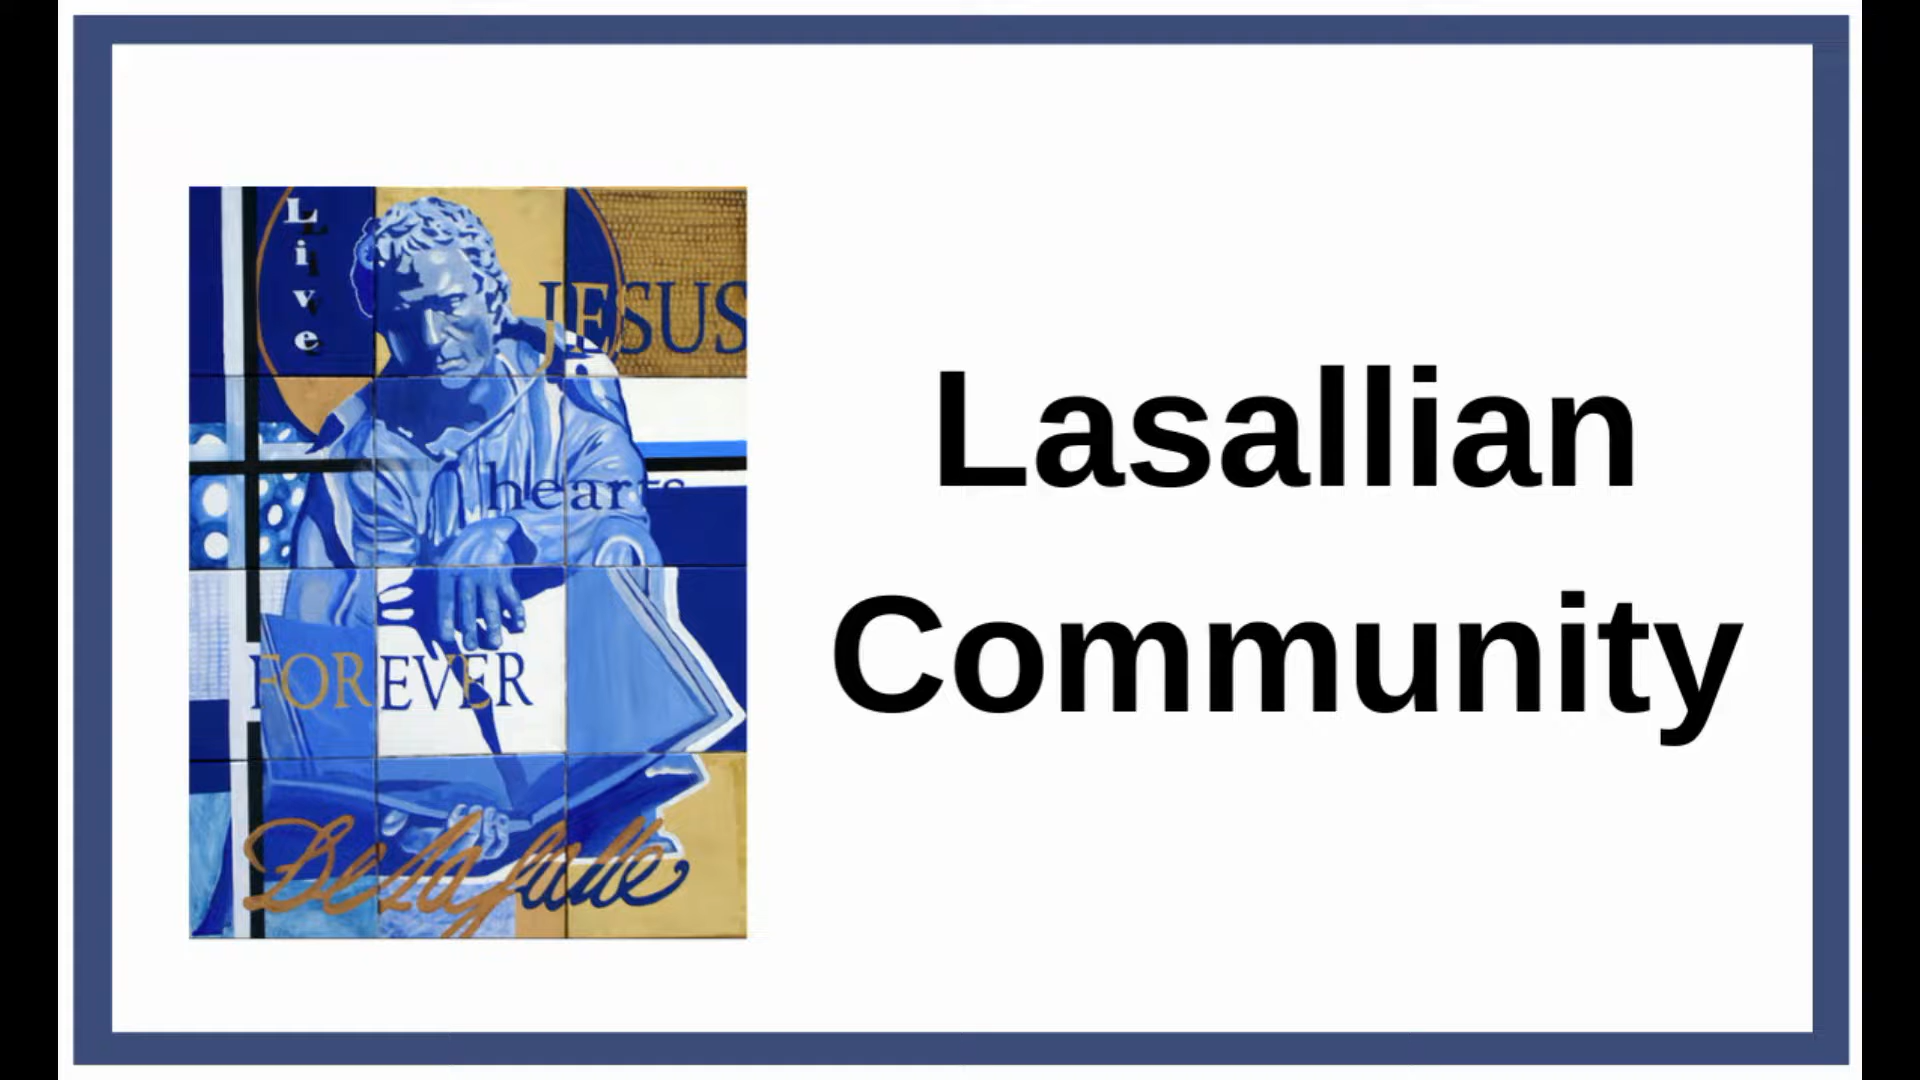 Live
JESUS
hearts
FOREVER
De La Salle
Lasallian
Community